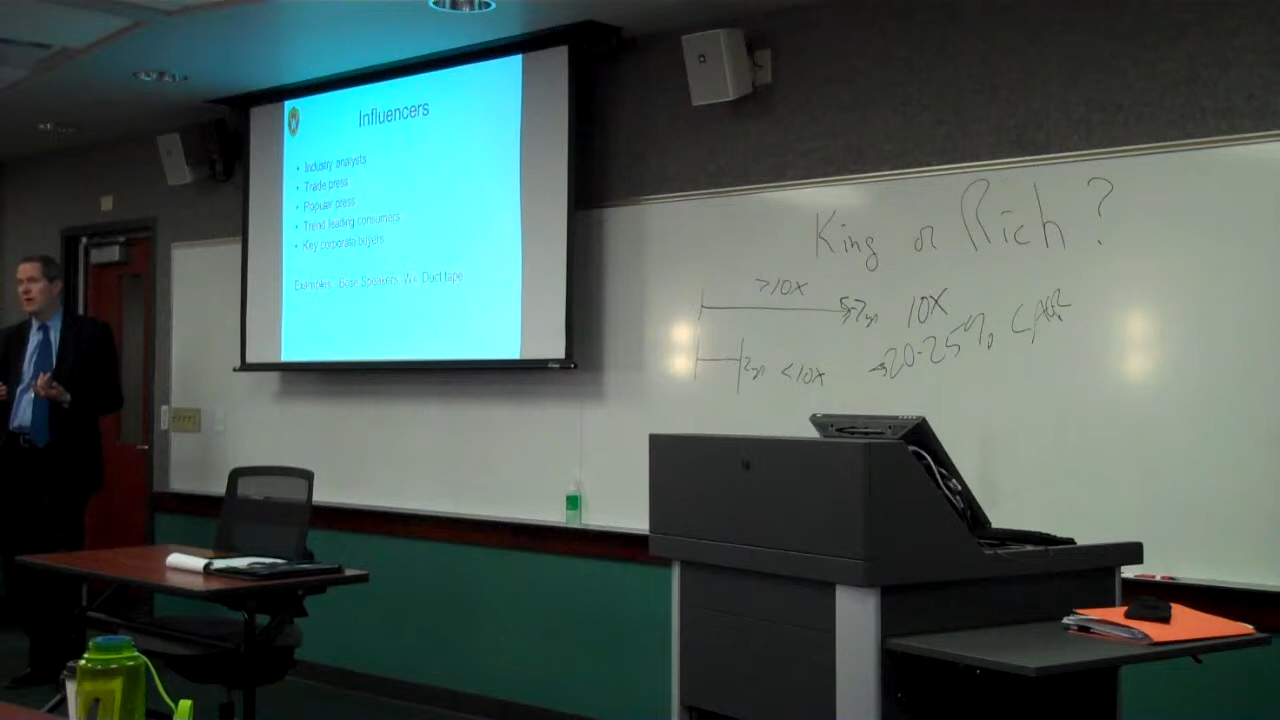 Influencers
• Industry analysts
• Trade press
• Popular press
• Trend leading consumers
• Key corporate buyers
Examples: Bose Speakers, Wii, Duct tape
King or Rich?
>10X
5-7yr 10X
2yr <10X
20-25% CAGR